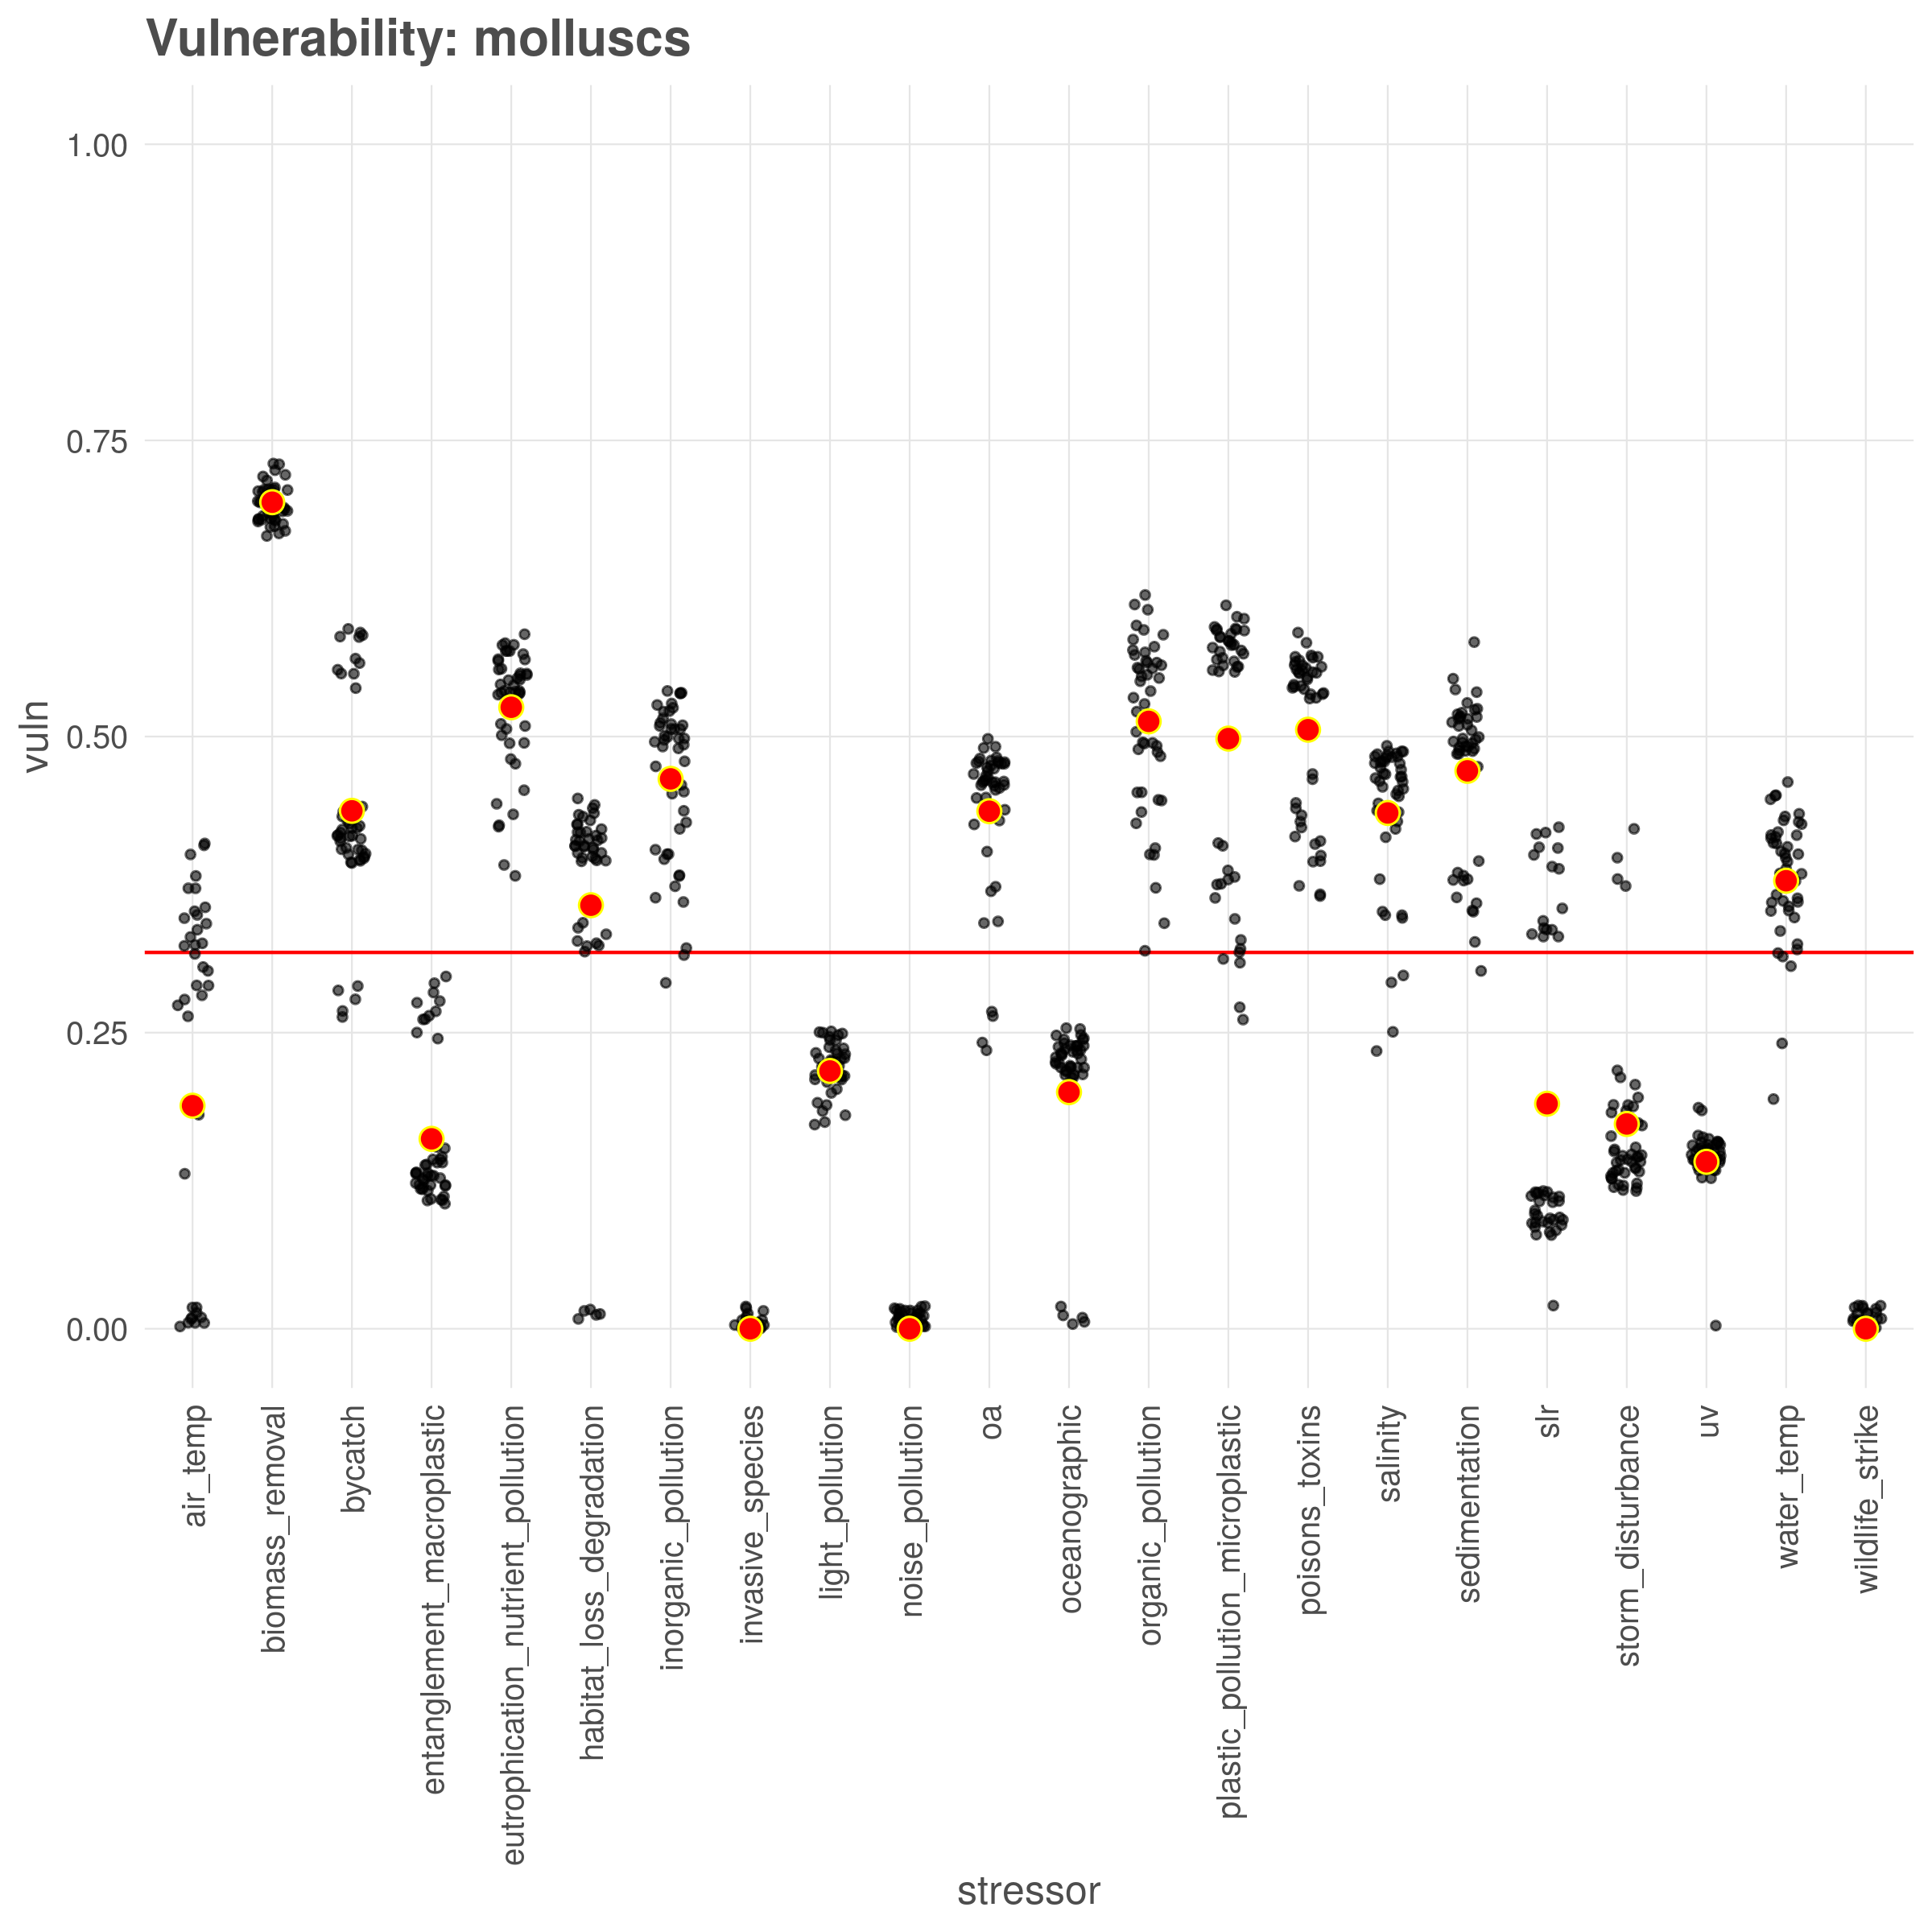 Vulnerability: molluscs
1.00
0.75
0.50
0.25
0.00
vuln
air_temp
biomass_removal
bycatch
entanglement_macroplastic
eutrophication_nutrient_pollution
habitat_loss_degradation
inorganic_pollution
invasive_species
light_pollution
noise_pollution
oa
oceanographic
organic_pollution
plastic_pollution_microplastic
poisons_toxins
salinity
sedimentation
slr
storm_disturbance
uv
water_temp
wildlife_strike
stressor